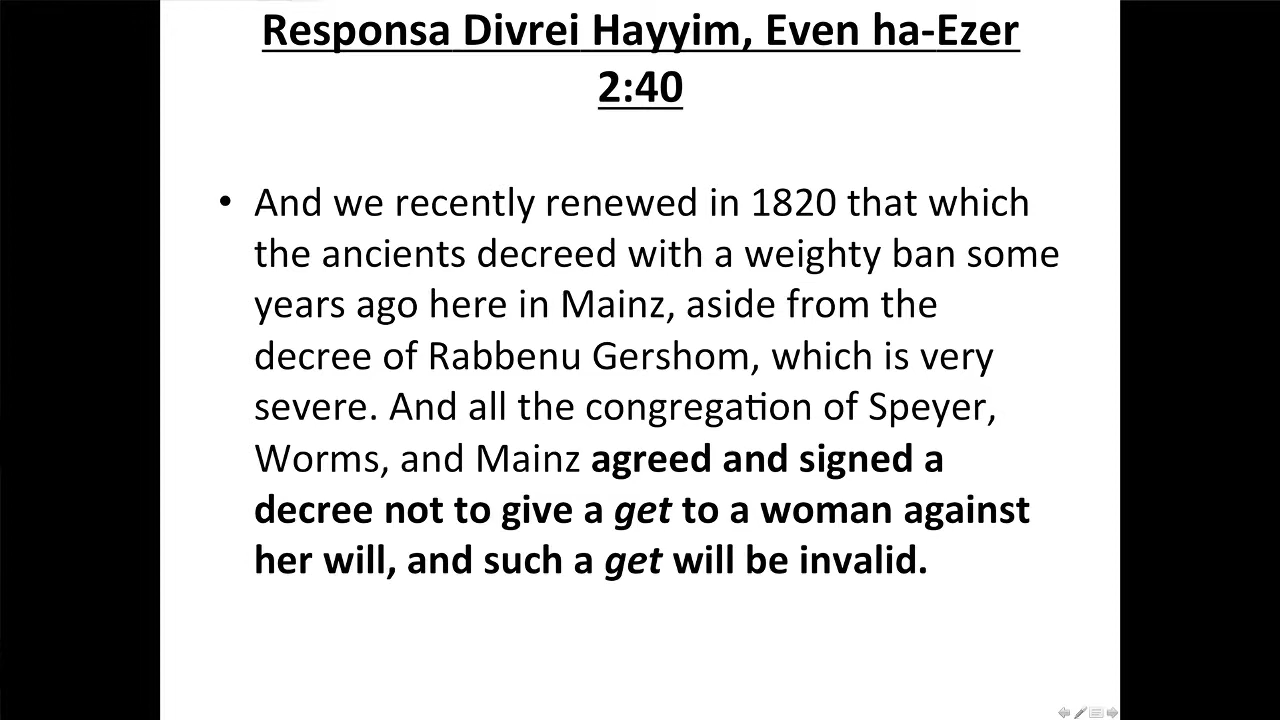 Responsa Divrei Hayyim, Even ha-Ezer
2:40
• And we recently renewed in 1820 that which
the ancients decreed with a weighty ban some
years ago here in Mainz, aside from the
decree of Rabbenu Gershom, which is very
severe. And all the congregation of Speyer,
Worms, and Mainz agreed and signed a
decree not to give a get to a woman against
her will, and such a get will be invalid.